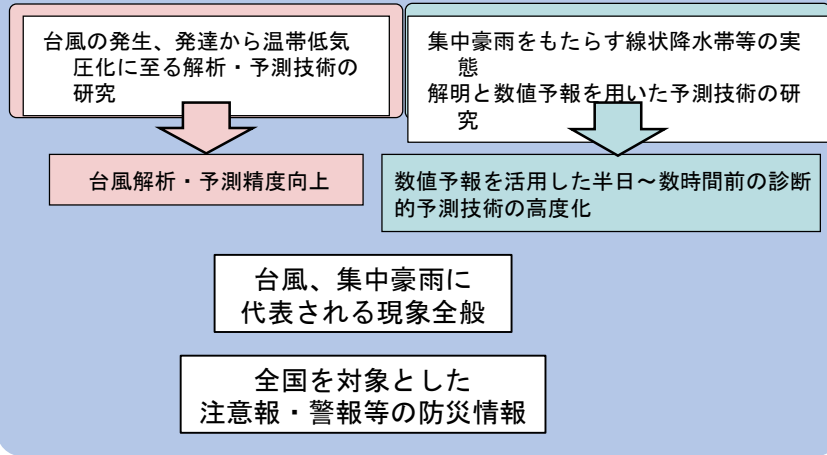 台風の発生、発達から温帯低気
圧化に至る解析・予測技術の
研究
集中豪雨をもたらす線状降水帯等の実
態
解明と数値予報を用いた予測技術の研
究
台風解析・予測精度向上
数値予報を活用した半日～数時間前の診断
的予測技術の高度化
台風、集中豪雨に
代表される現象全般
全国を対象とした
注意報・警報等の防災情報